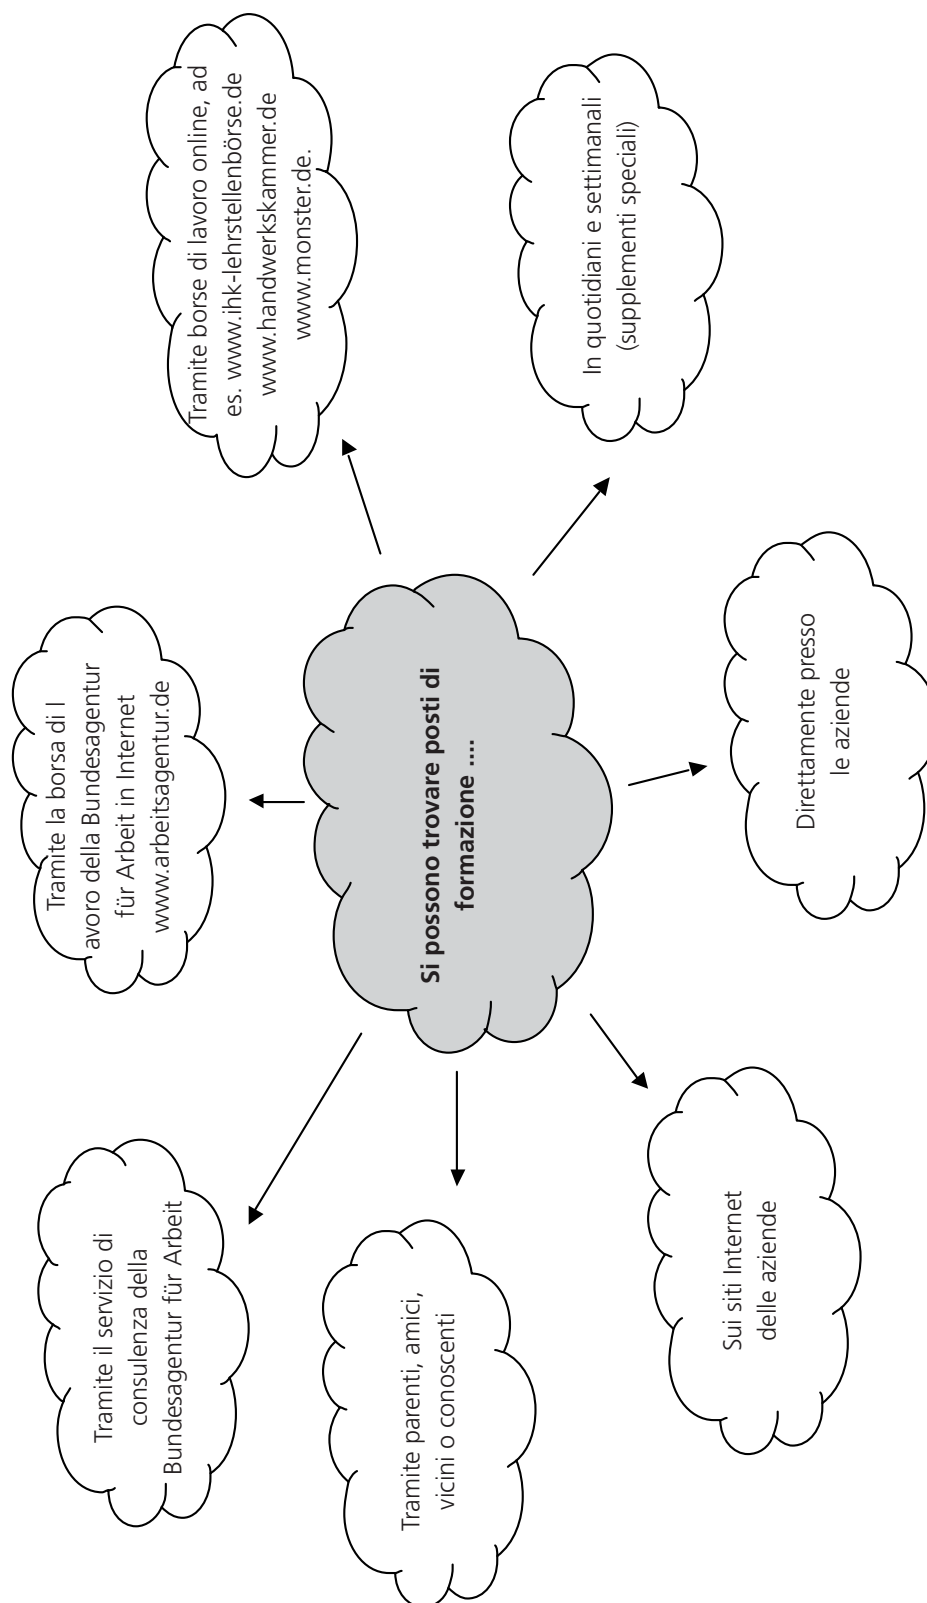 Si possono trovare posti di
formazione ....
Tramite il servizio di
consulenza della
Bundesagentur für Arbeit
Tramite la borsa di l
avoro della Bundesagentur
für Arbeit in Internet
www.arbeitsagentur.de
Tramite borse di lavoro online, ad
es. www.ihk-lehrstellenbörse.de
www.handwerkskammer.de
www.monster.de.
In quotidiani e settimanali
(supplementi speciali)
Direttamente presso
le aziende
Sui siti Internet
delle aziende
Tramite parenti, amici,
vicini o conoscenti